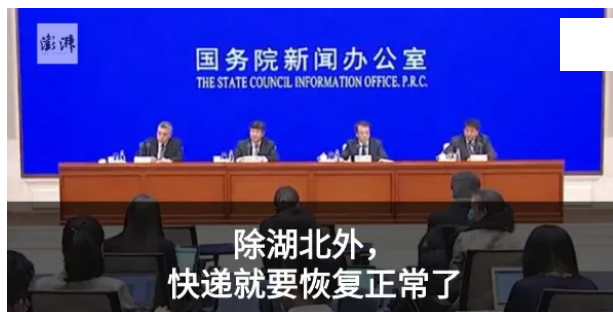 澎湃
国务院新闻办公室
THE STATE COUNCIL INFORMATION OFFICE, P.R.C.
除湖北外，
快递就要恢复正常了